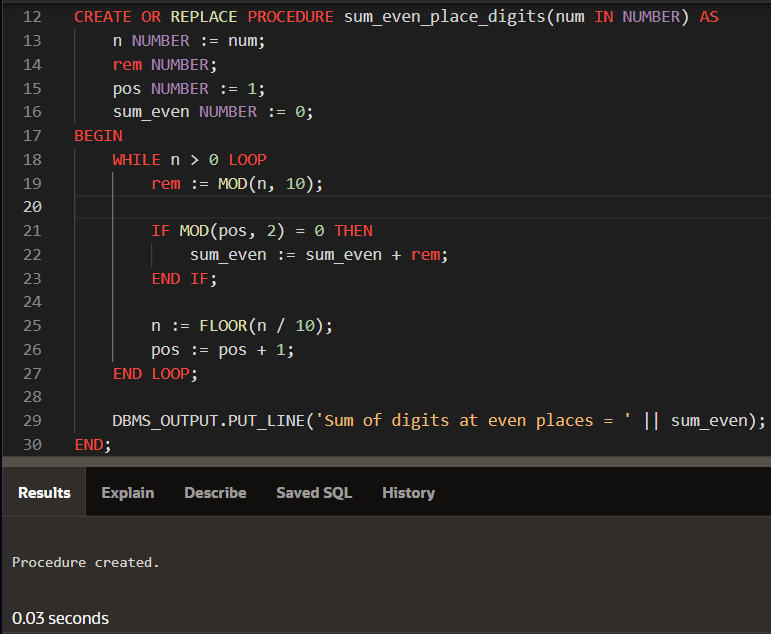 12 CREATE OR REPLACE PROCEDURE sum_even_place_digits(num IN NUMBER) AS
13     n NUMBER := num;
14     rem NUMBER;
15     pos NUMBER := 1;
16     sum_even NUMBER := 0;
17 BEGIN
18     WHILE n > 0 LOOP
19         rem := MOD(n, 10);
20
21         IF MOD(pos, 2) = 0 THEN
22             sum_even := sum_even + rem;
23         END IF;
24
25         n := FLOOR(n / 10);
26         pos := pos + 1;
27     END LOOP;
28
29     DBMS_OUTPUT.PUT_LINE('Sum of digits at even places = ' || sum_even);
30 END;
Results Explain Describe Saved SQL History
Procedure created.
0.03 seconds